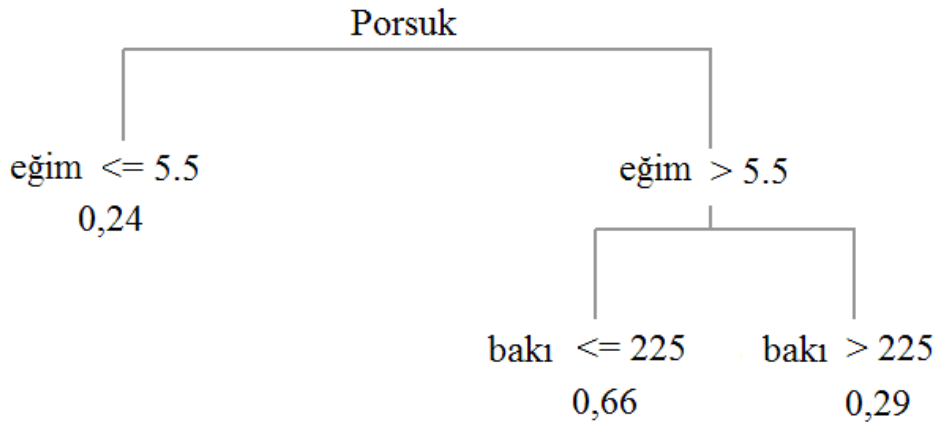 Porsuk
eğim <= 5.5
0,24
eğim > 5.5
bakı <= 225
0,66
bakı > 225
0,29